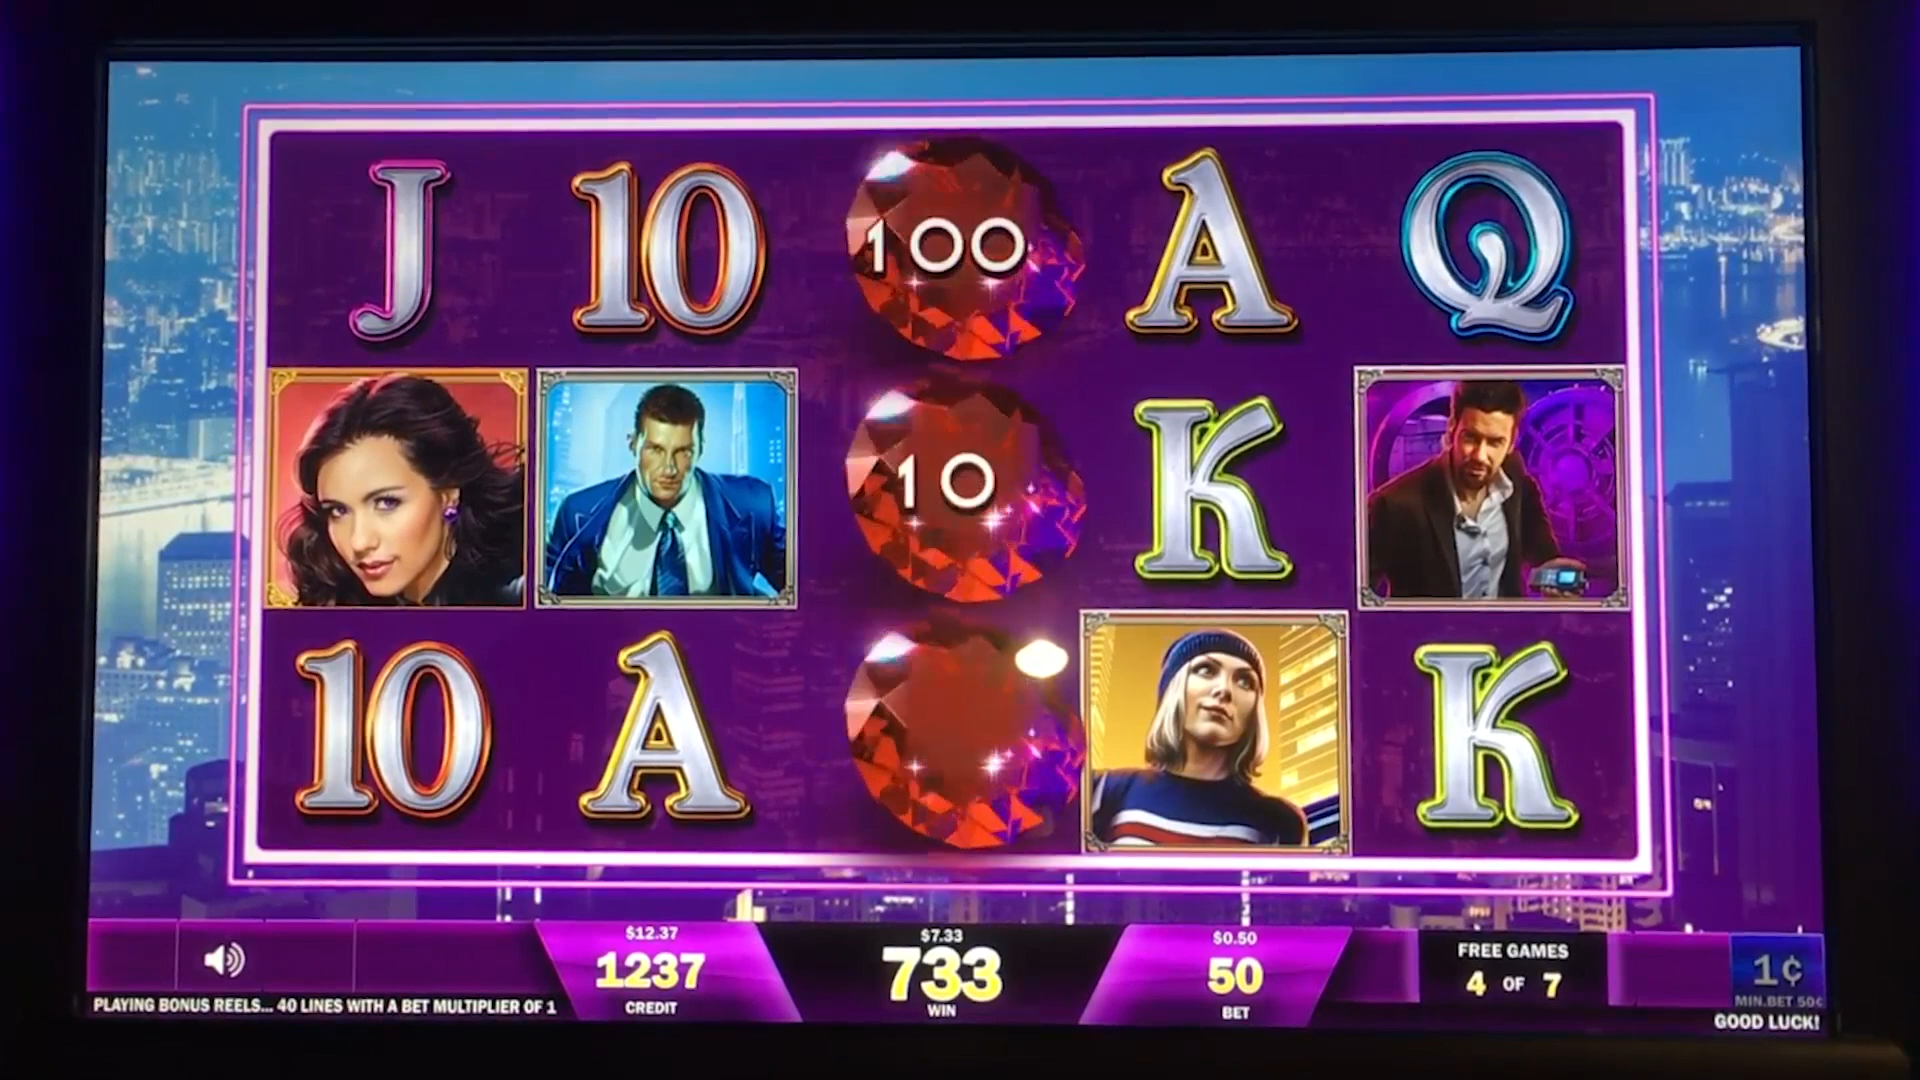 J 10 100 A Q
10 K
10 A K
$12.37 $7.33 $0.50
1237 733 50
CREDIT WIN BET
FREE GAMES
4 OF 7
1¢
MIN.BET 50¢
PLAYING BONUS REELS... 40 LINES WITH A BET MULTIPLIER OF 1
GOOD LUCK!